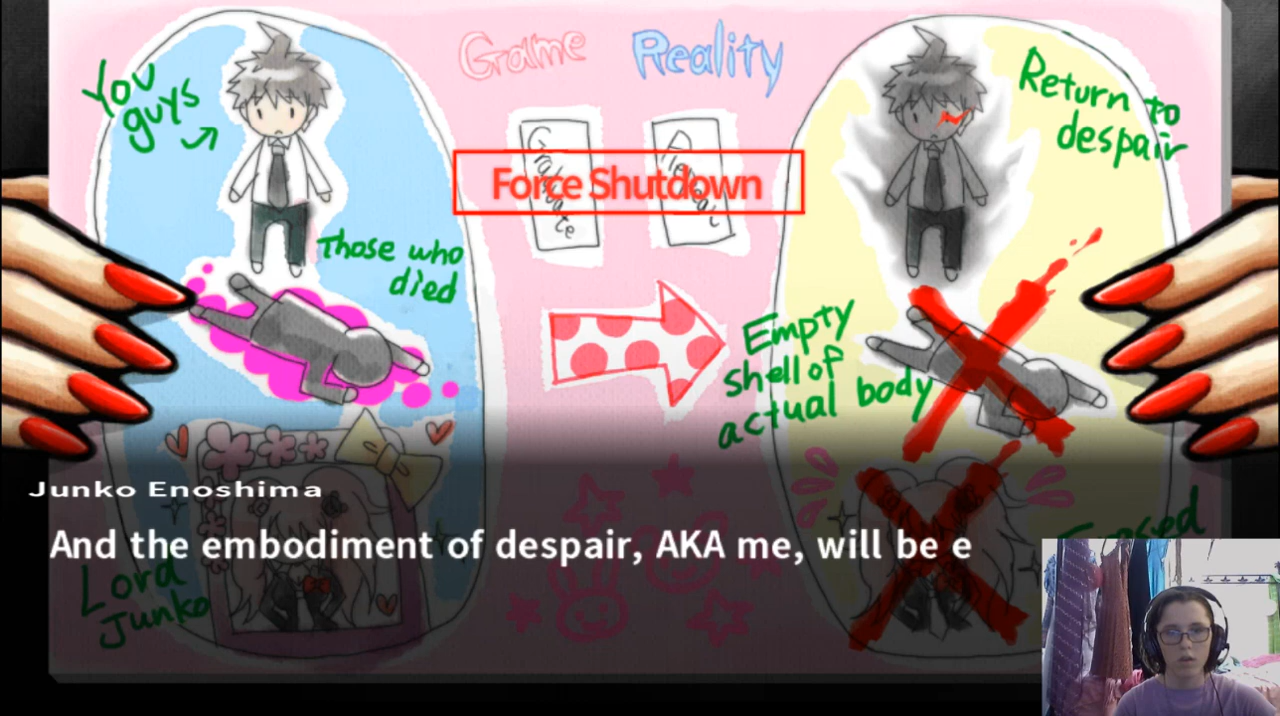 Game Reality
You
guys
Return to
despair
Graduate
Force Shutdown
Those who
died
Empty
shell of
actual body
Junko Enoshima
And the embodiment of despair, AKA me, will be e
Erased
Lord
Junko